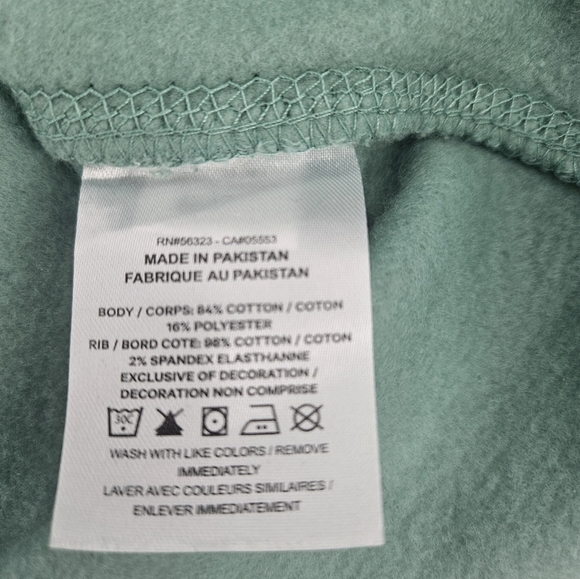 RN#56323 - CA#05553
MADE IN PAKISTAN
FABRIQUE AU PAKISTAN
BODY / CORPS: 84% COTTON / COTON
16% POLYESTER
RIB / BORD COTE: 98% COTTON / COTON
2% SPANDEX ELASTHANNE
EXCLUSIVE OF DECORATION /
DECORATION NON COMPRISE
30C
WASH WITH LIKE COLORS / REMOVE
IMMEDIATELY
LAVER AVEC COULEURS SIMILAIRES /
ENLEVER IMMEDIATEMENT